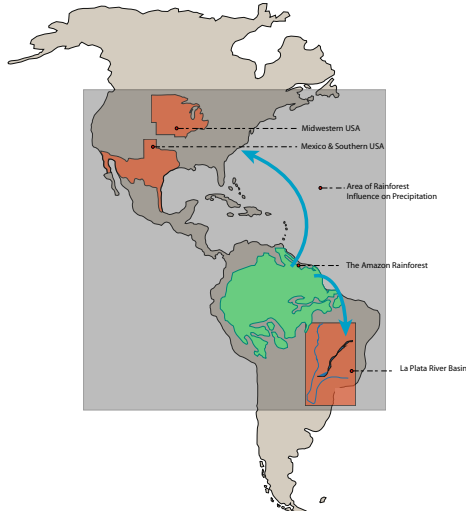 Midwestern USA
Mexico & Southern USA
Area of Rainforest
Influence on Precipitation
The Amazon Rainforest
La Plata River Basin